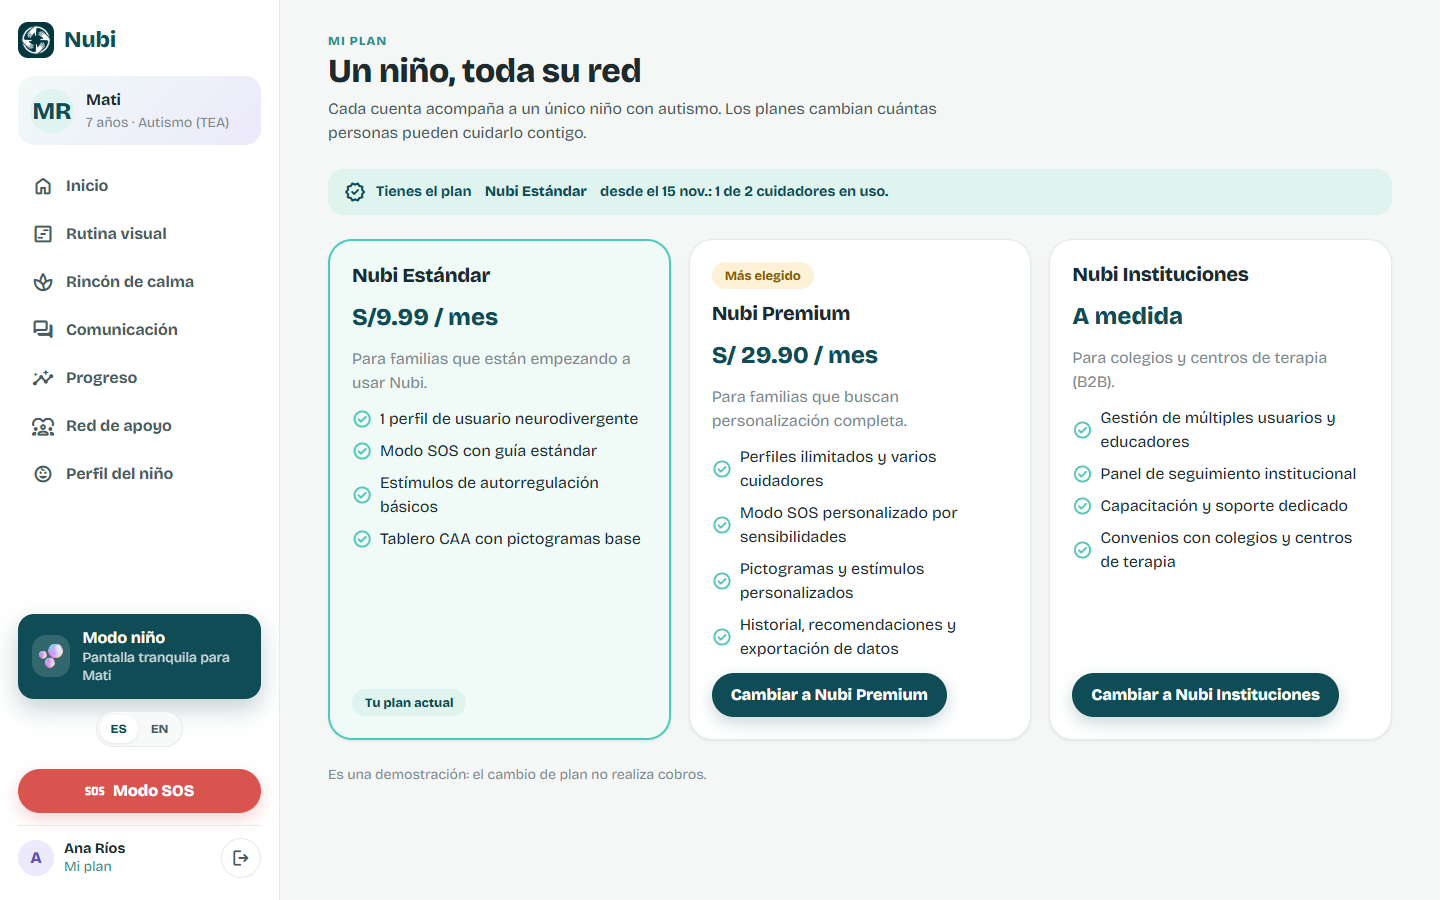 Nubi
MR
Mati
7 años · Autismo (TEA)
Inicio
Rutina visual
Rincón de calma
Comunicación
Progreso
Red de apoyo
Perfil del niño
Modo niño
Pantalla tranquila para
Mati
ES
EN
SOS Modo SOS
A
Ana Ríos
Mi plan
MI PLAN
Un niño, toda su red
Cada cuenta acompaña a un único niño con autismo. Los planes cambian cuántas
personas pueden cuidarlo contigo.
Tienes el plan Nubi Estándar desde el 15 nov.: 1 de 2 cuidadores en uso.
Nubi Estándar
S/9.99 / mes
Para familias que están empezando a
usar Nubi.
1 perfil de usuario neurodivergente
Modo SOS con guía estándar
Estímulos de autorregulación
básicos
Tablero CAA con pictogramas base
Tu plan actual
Más elegido
Nubi Premium
S/ 29.90 / mes
Para familias que buscan
personalización completa.
Perfiles ilimitados y varios
cuidadores
Modo SOS personalizado por
sensibilidades
Pictogramas y estímulos
personalizados
Historial, recomendaciones y
exportación de datos
Cambiar a Nubi Premium
Nubi Instituciones
A medida
Para colegios y centros de terapia
(B2B).
Gestión de múltiples usuarios y
educadores
Panel de seguimiento institucional
Capacitación y soporte dedicado
Convenios con colegios y centros
de terapia
Cambiar a Nubi Instituciones
Es una demostración: el cambio de plan no realiza cobros.